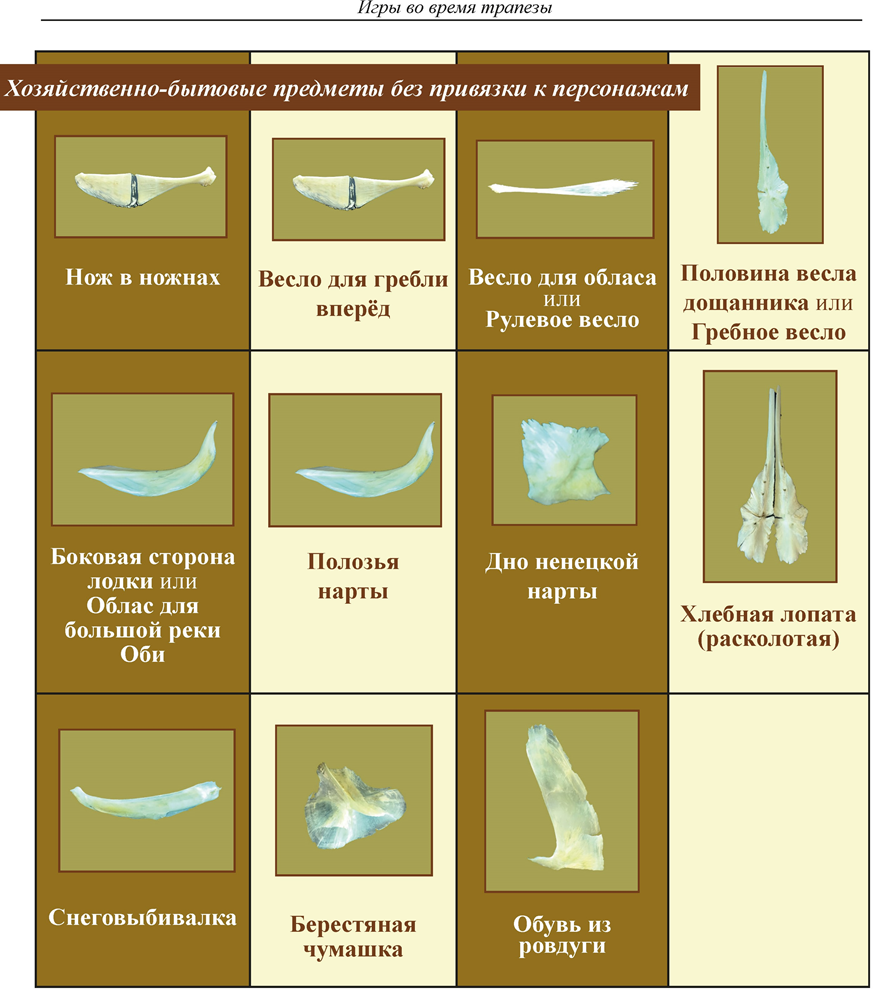 Игры во время трапезы
Хозяйственно-бытовые предметы без привязки к персонажам
Нож в ножнах
Весло для гребли
вперёд
Весло для обласа
или
Рулевое весло
Половина весла
дощанника или
Гребное весло
Боковая сторона
лодки или
Облас для
большой реки
Оби
Полозья
нарты
Дно ненецкой
нарты
Хлебная лопата
(расколотая)
Снеговыбивалка
Берестяная
чумашка
Обувь из
ровдуги